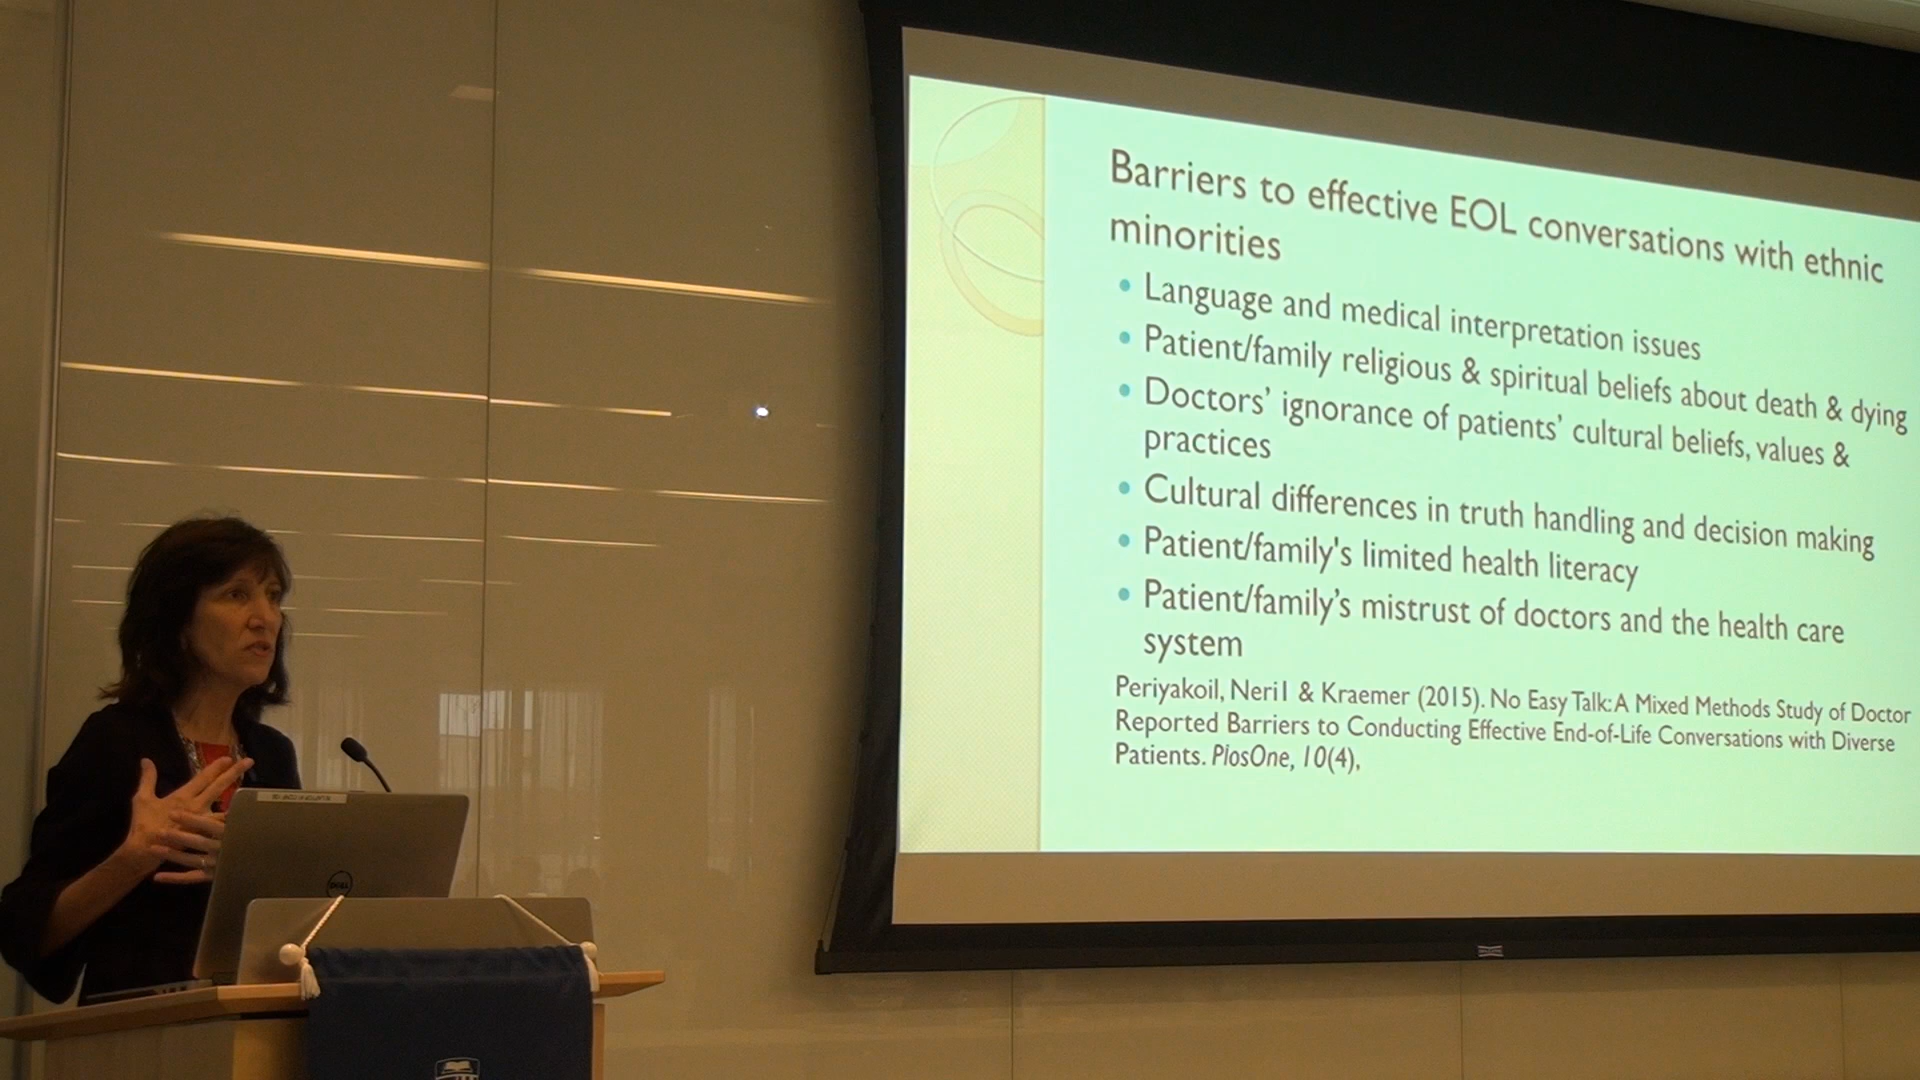 Barriers to effective EOL conversations with ethnic
minorities
• Language and medical interpretation issues
• Patient/family religious & spiritual beliefs about death & dying
• Doctors’ ignorance of patients’ cultural beliefs, values &
practices
• Cultural differences in truth handling and decision making
• Patient/family's limited health literacy
• Patient/family’s mistrust of doctors and the health care
system
Periyakoil, Neri1 & Kraemer (2015). No Easy Talk: A Mixed Methods Study of Doctor
Reported Barriers to Conducting Effective End-of-Life Conversations with Diverse
Patients. PlosOne, 10(4),
DELL